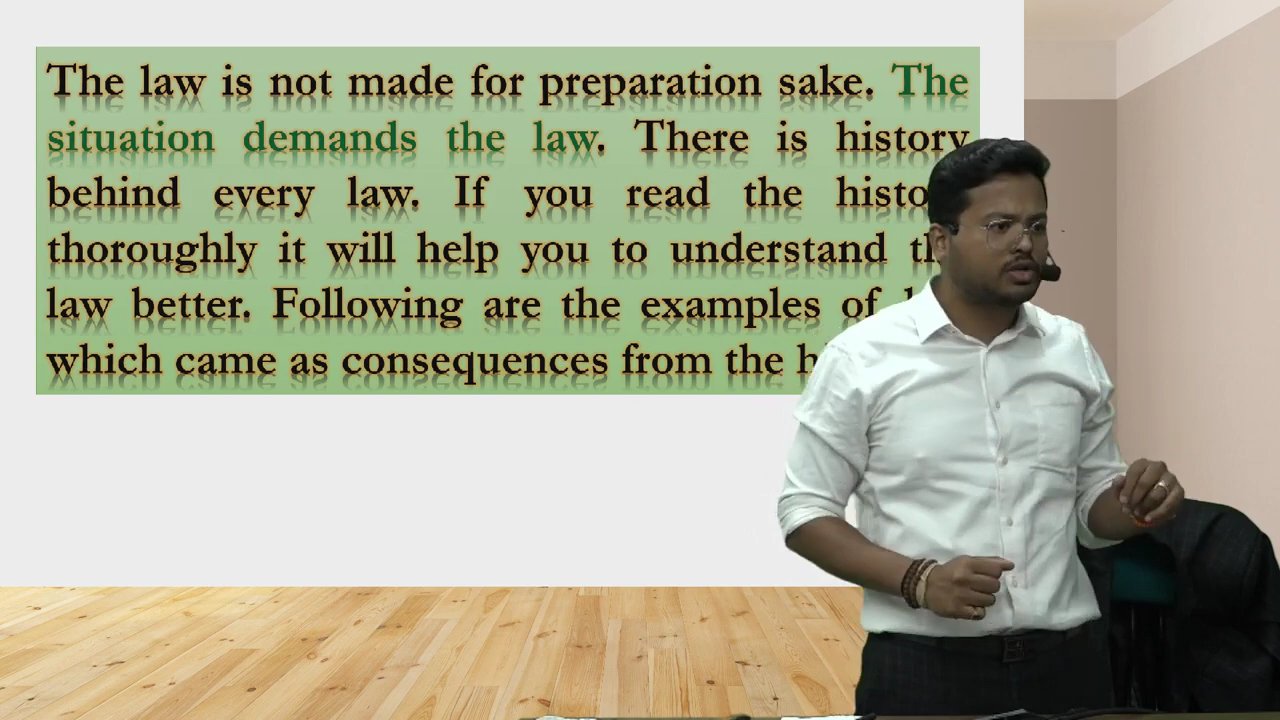 The law is not made for preparation sake. The
situation demands the law. There is history
behind every law. If you read the
thoroughly it will help you to understand
law better. Following are the examples of
which came as consequences from the